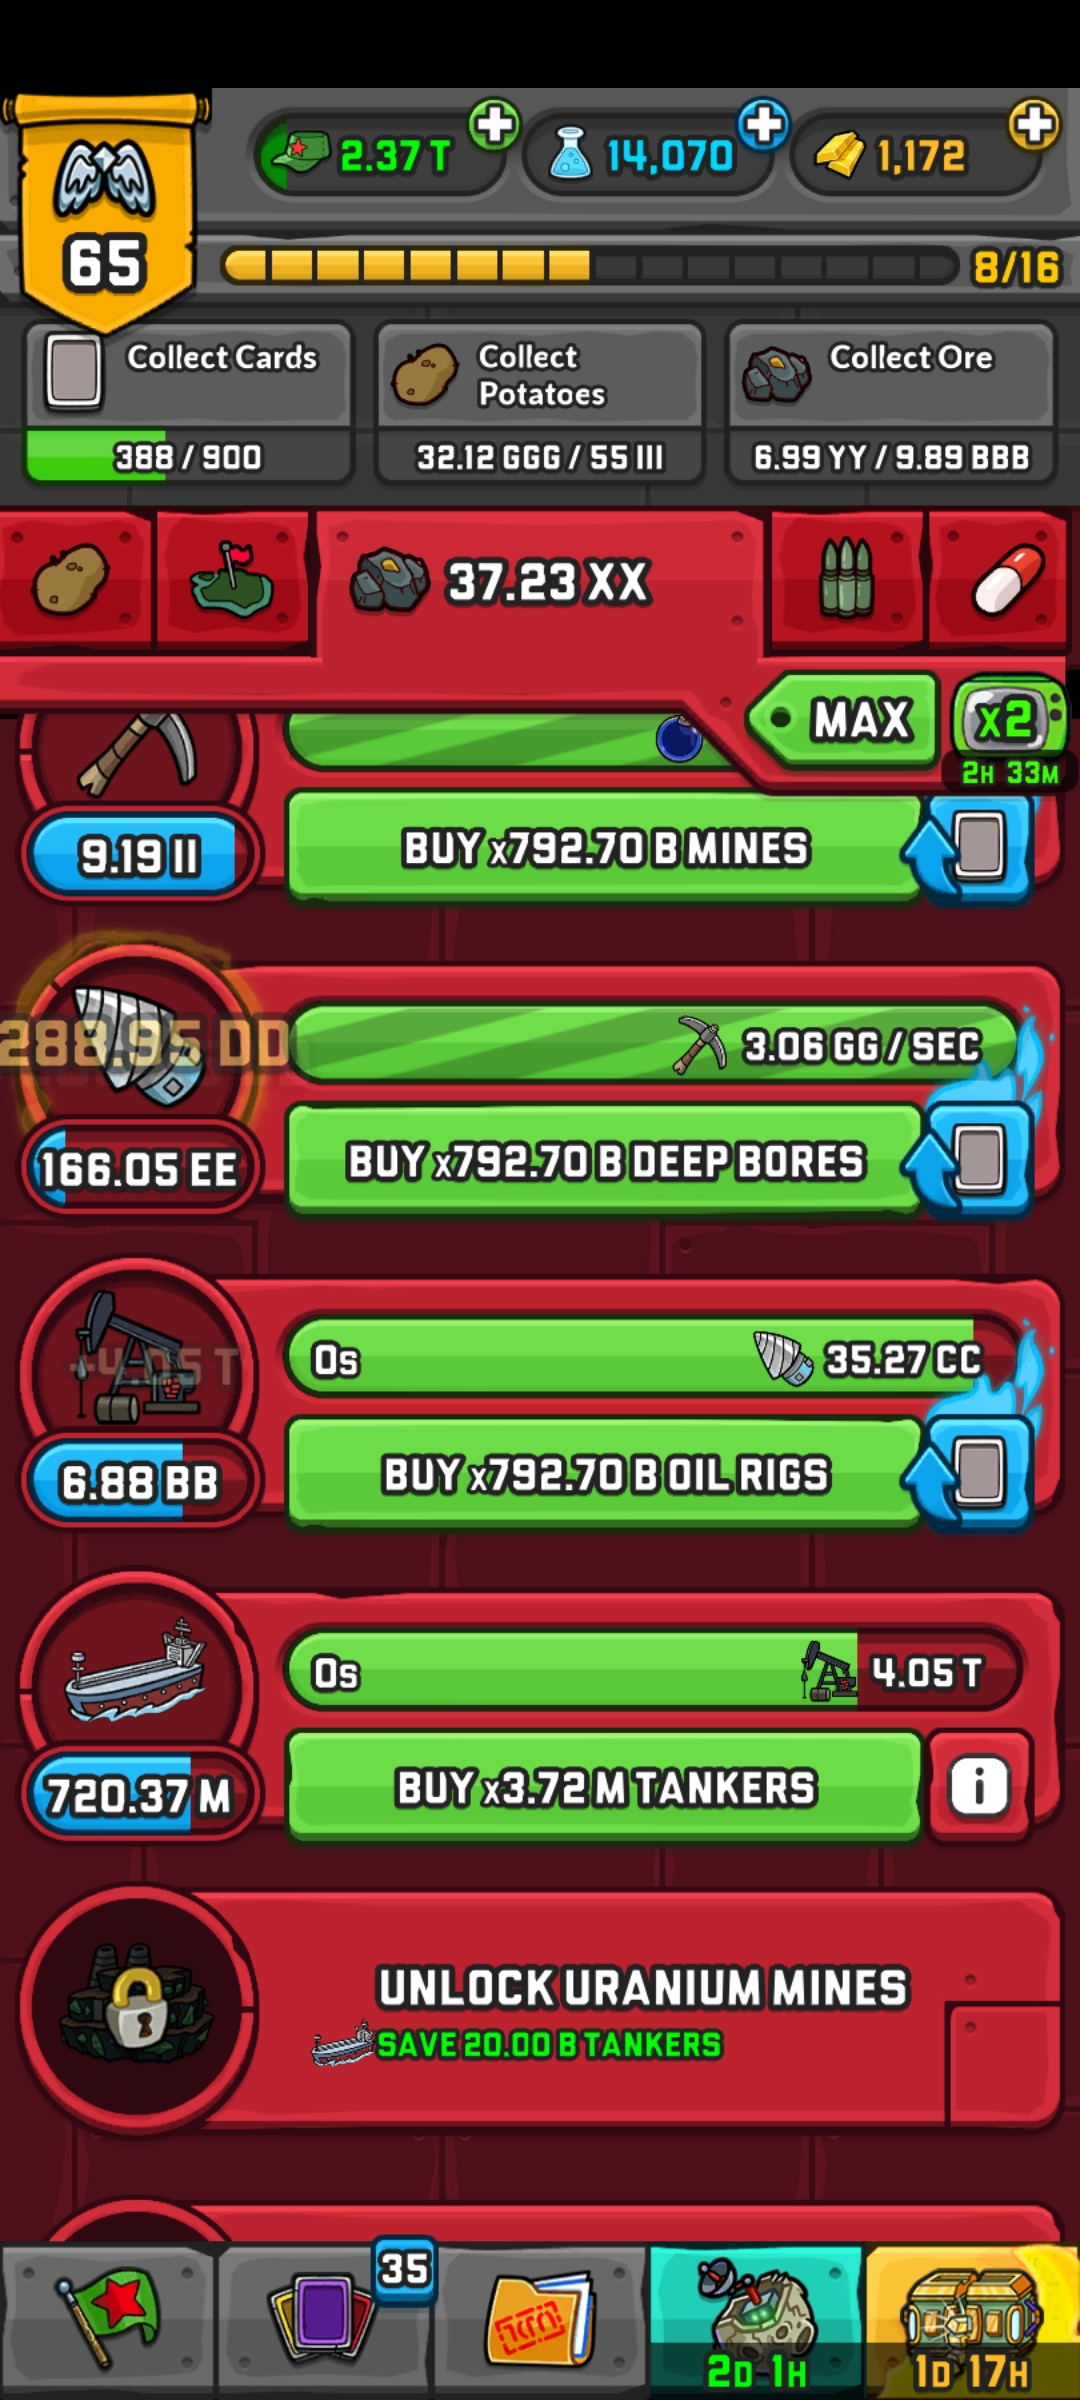 2.37 T
14,070
1,172
65
8/16
Collect Cards
388 / 900
Collect
Potatoes
32.12 GGG / 55 III
Collect Ore
6.99 YY / 9.89 BBB
37.23 XX
MAX
x2
2H 33M
9.19 II
BUY x792.70 B MINES
288.95 DD
3.06 GG / SEC
166.05 EE
BUY x792.70 B DEEP BORES
+4.05 T
0s
35.27 CC
6.88 BB
BUY x792.70 B OIL RIGS
0s
4.05 T
720.37 M
BUY x3.72 M TANKERS
i
UNLOCK URANIUM MINES
SAVE 20.00 B TANKERS
35
2D 1H
1D 17H